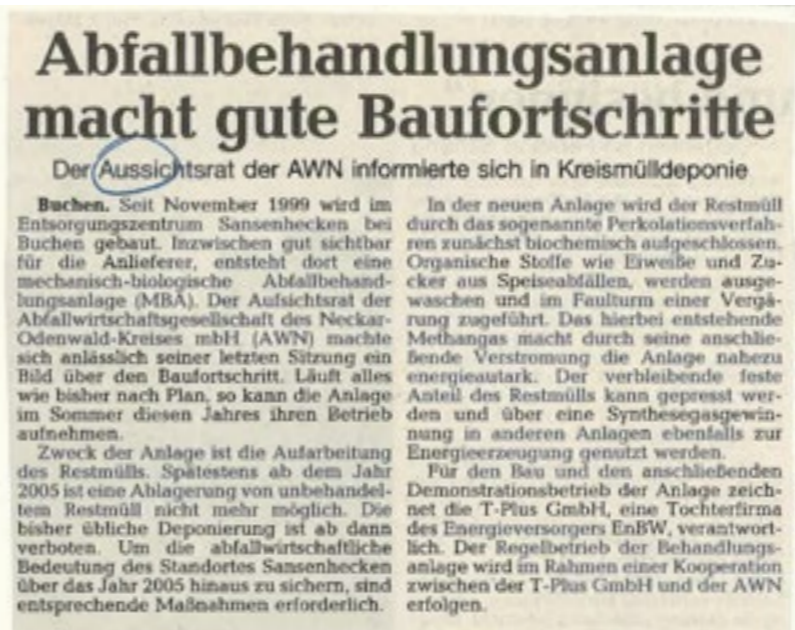 Abfallbehandlungsanlage
macht gute Baufortschritte
Der Aussichtsrat der AWN informierte sich in Kreismülldeponie
Buchen. Seit November 1999 wird im
Entsorgungszentrum Sansenhecken bei
Buchen gebaut. Inzwischen gut sichtbar
für die Anlieferer, entsteht dort eine
mechanisch-biologische Abfallbehand-
lungsanlage (MBA). Der Aufsichtsrat der
Abfallwirtschaftsgesellschaft des Neckar-
Odenwald-Kreises mbH (AWN) machte
sich anlässlich seiner letzten Sitzung ein
Bild über den Baufortschritt. Läuft alles
wie bisher nach Plan, so kann die Anlage
im Sommer diesen Jahres ihren Betrieb
aufnehmen.
Zweck der Anlage ist die Aufarbeitung
des Restmülls. Spätestens ab dem Jahr
2005 ist eine Ablagerung von unbehandel-
tem Restmüll nicht mehr möglich. Die
bisher übliche Deponierung ist ab dann
verboten. Um die abfallwirtschaftliche
Bedeutung des Standortes Sansenhecken
über das Jahr 2005 hinaus zu sichern, sind
entsprechende Maßnahmen erforderlich.
In der neuen Anlage wird der Restmüll
durch das sogenannte Perkolationsverfah-
ren zunächst biochemisch aufgeschlossen.
Organische Stoffe wie Eiweiße und Zu-
cker aus Speiseabfällen, werden ausge-
waschen und im Faulturm einer Vergä-
rung zugeführt. Das hierbei entstehende
Methangas macht durch seine anschlie-
ßende Verstromung die Anlage nahezu
energieautark. Der verbleibende feste
Anteil des Restmülls kann gepresst wer-
den und über eine Synthesegasgewin-
nung in anderen Anlagen ebenfalls zur
Energieerzeugung genutzt werden.
Für den Bau und den anschließenden
Demonstrationsbetrieb der Anlage zeich-
net die T-Plus GmbH, eine Tochterfirma
des Energieversorgers EnBW, verantwort-
lich. Der Regelbetrieb der Behandlungs-
anlage wird im Rahmen einer Kooperation
zwischen der T-Plus GmbH und der AWN
erfolgen.